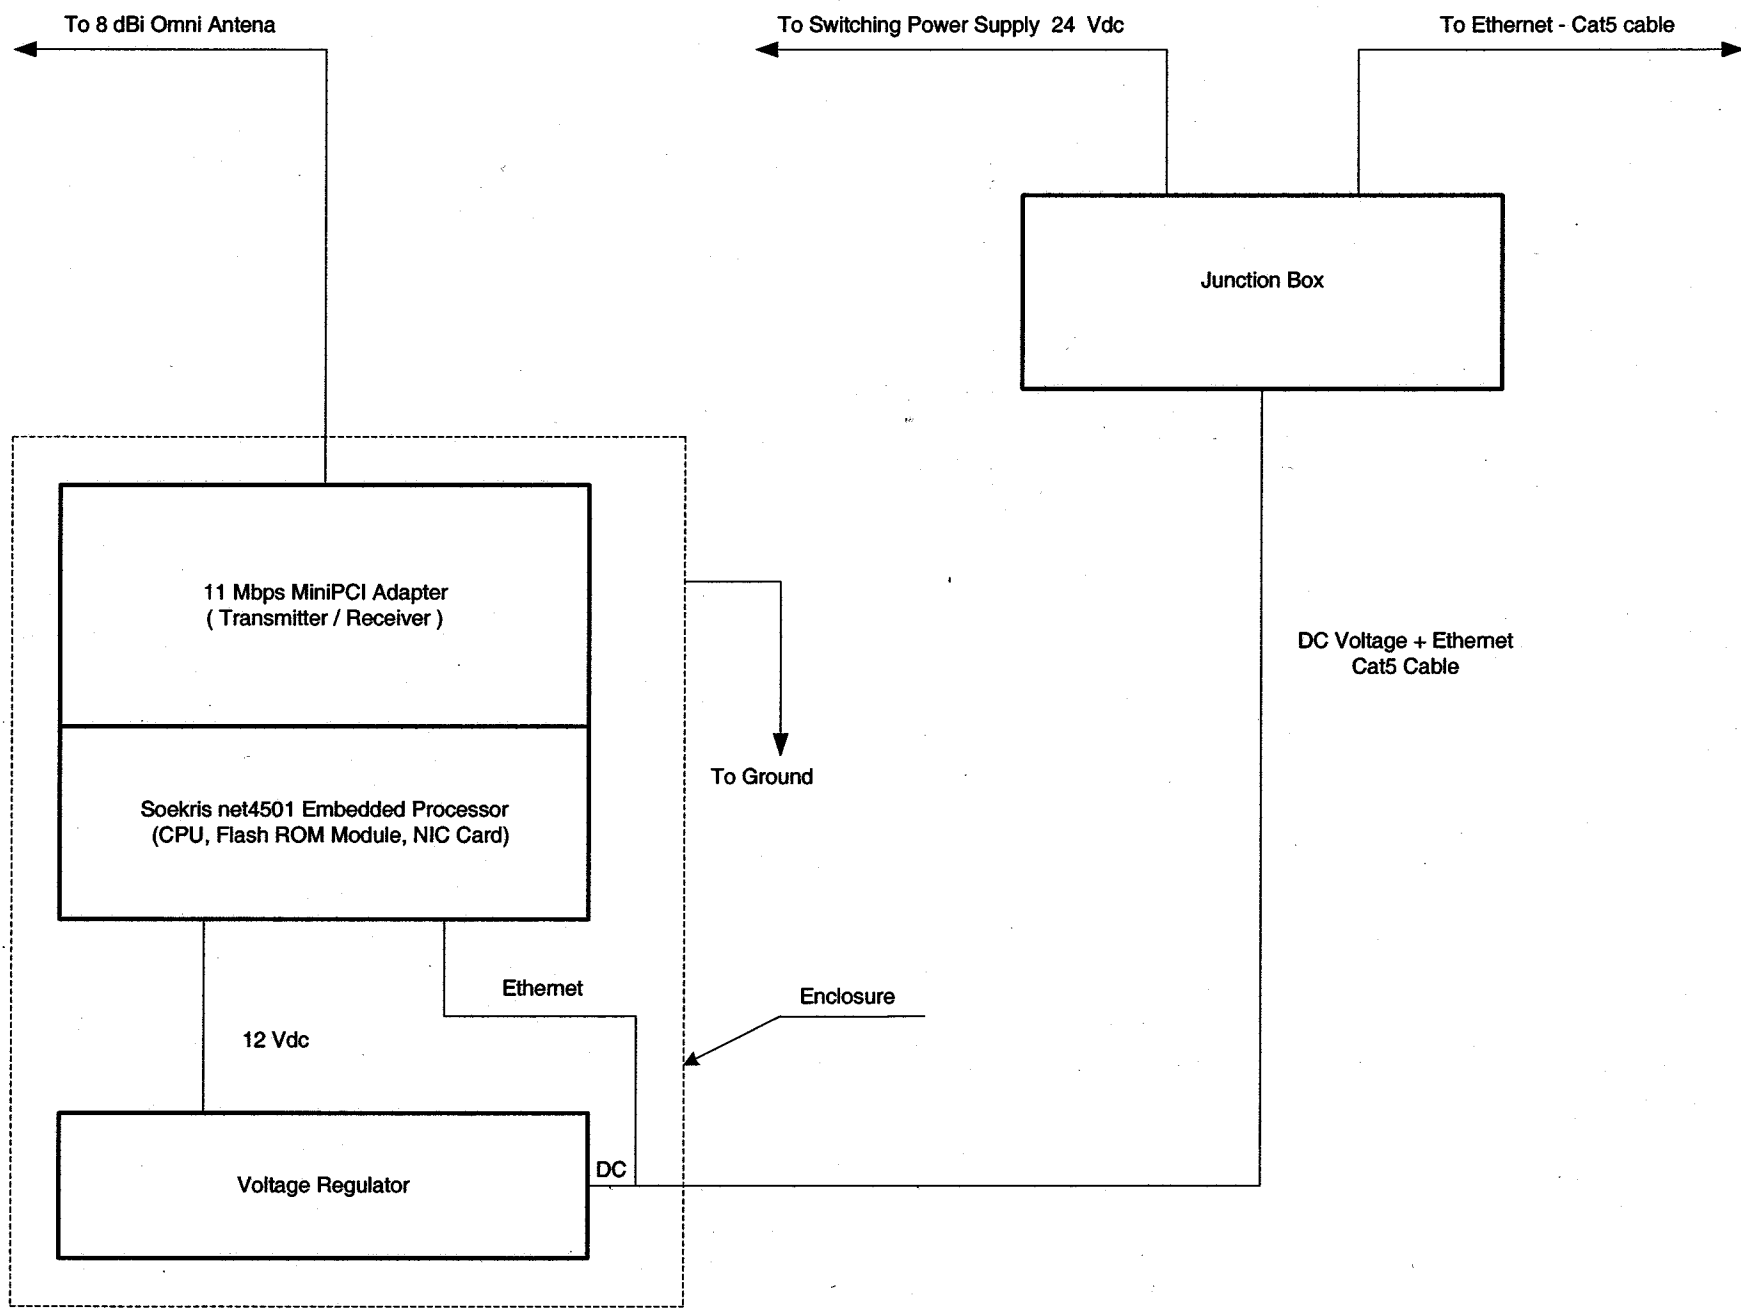 To 8 dBi Omni Antena
To Switching Power Supply 24 Vdc
To Ethernet - Cat5 cable
Junction Box
11 Mbps MiniPCI Adapter
( Transmitter / Receiver )
DC Voltage + Ethernet
Cat5 Cable
To Ground
Soekris net4501 Embedded Processor
(CPU, Flash ROM Module, NIC Card)
Ethernet
Enclosure
12 Vdc
DC
Voltage Regulator